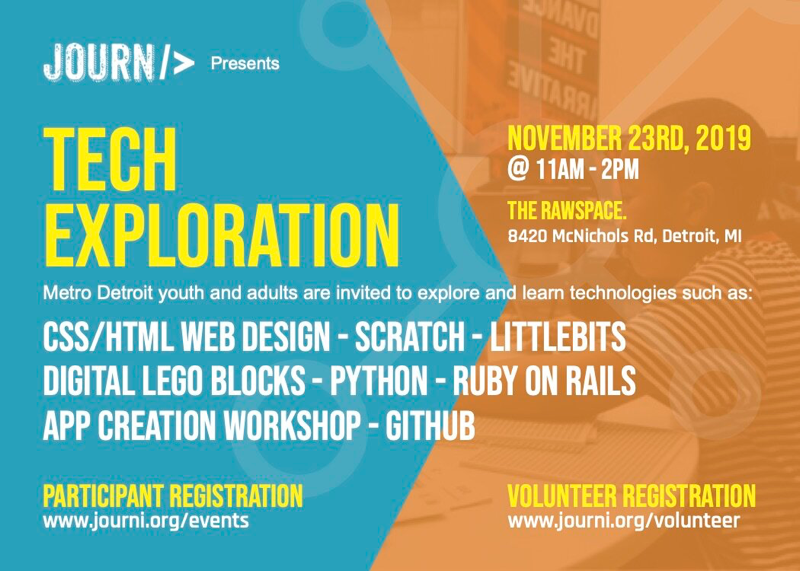 JOURN/> Presents
TECH
EXPLORATION
NOVEMBER 23RD, 2019
@ 11AM - 2PM
THE RAWSPACE.
8420 McNichols Rd, Detroit, MI
Metro Detroit youth and adults are invited to explore and learn technologies such as:
CSS/HTML WEB DESIGN - SCRATCH - LITTLEBITS
DIGITAL LEGO BLOCKS - PYTHON - RUBY ON RAILS
APP CREATION WORKSHOP - GITHUB
PARTICIPANT REGISTRATION
www.journi.org/events
VOLUNTEER REGISTRATION
www.journi.org/volunteer